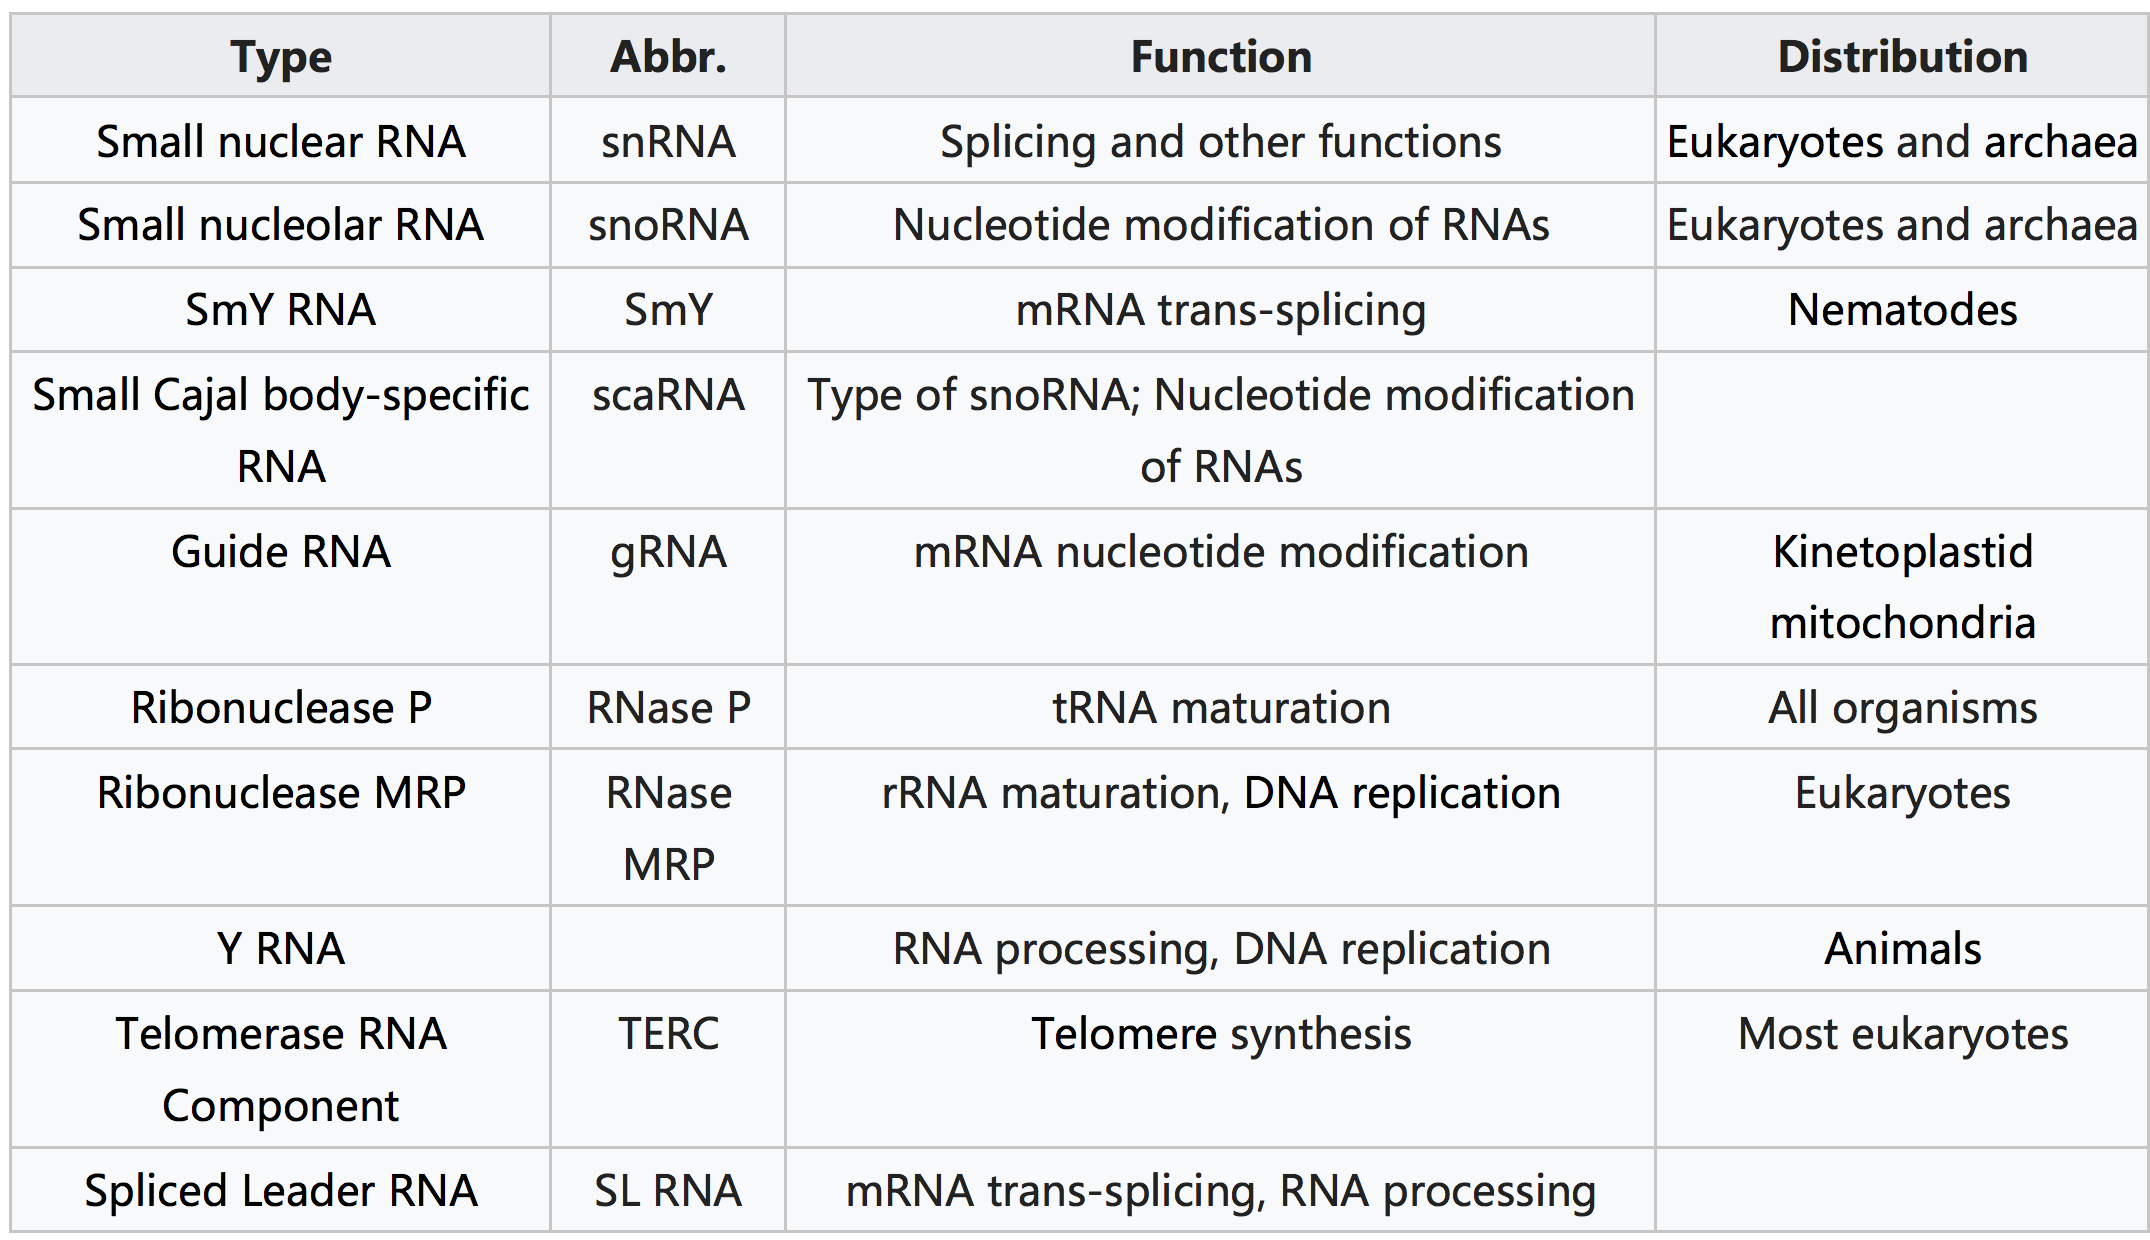 Type Abbr. Function Distribution
Small nuclear RNA snRNA Splicing and other functions Eukaryotes and archaea
Small nucleolar RNA snoRNA Nucleotide modification of RNAs Eukaryotes and archaea
SmY RNA SmY mRNA trans-splicing Nematodes
Small Cajal body-specific scaRNA Type of snoRNA; Nucleotide modification
RNA of RNAs
Guide RNA gRNA mRNA nucleotide modification Kinetoplastid
mitochondria
Ribonuclease P RNase P tRNA maturation All organisms
Ribonuclease MRP RNase rRNA maturation, DNA replication Eukaryotes
MRP
Y RNA RNA processing, DNA replication Animals
Telomerase RNA TERC Telomere synthesis Most eukaryotes
Component
Spliced Leader RNA SL RNA mRNA trans-splicing, RNA processing